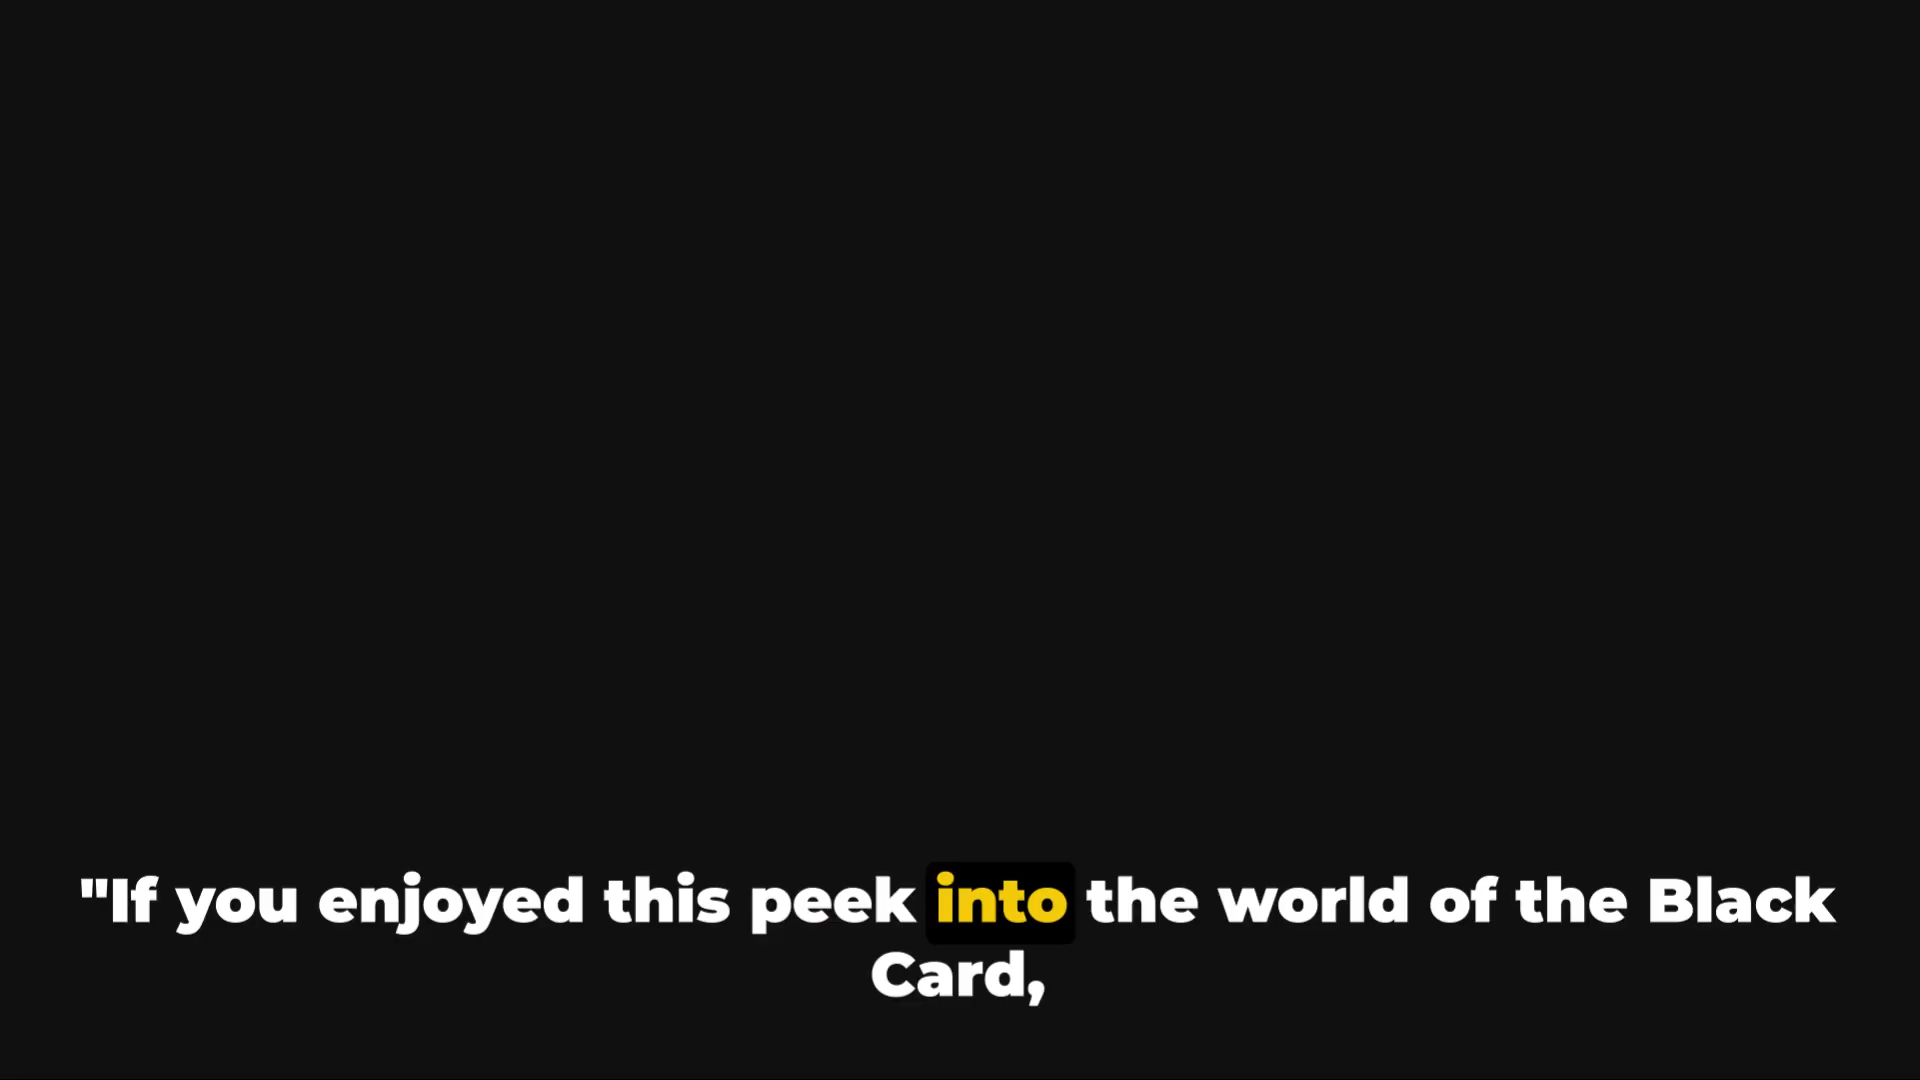 "If you enjoyed this peek into the world of the Black
Card,